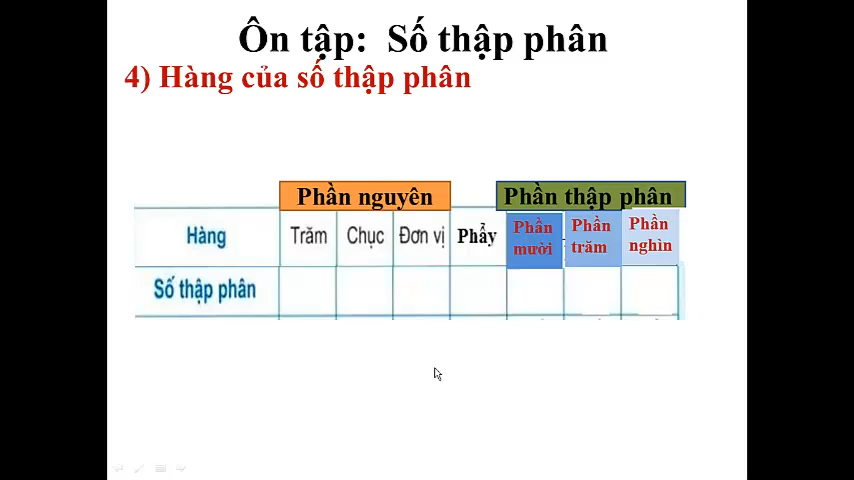 Ôn tập: Số thập phân
4) Hàng của số thập phân
Phần nguyên Phần thập phân
Hàng Trăm Chục Đơn vị Phẩy Phần mười Phần trăm Phần nghìn
Số thập phân